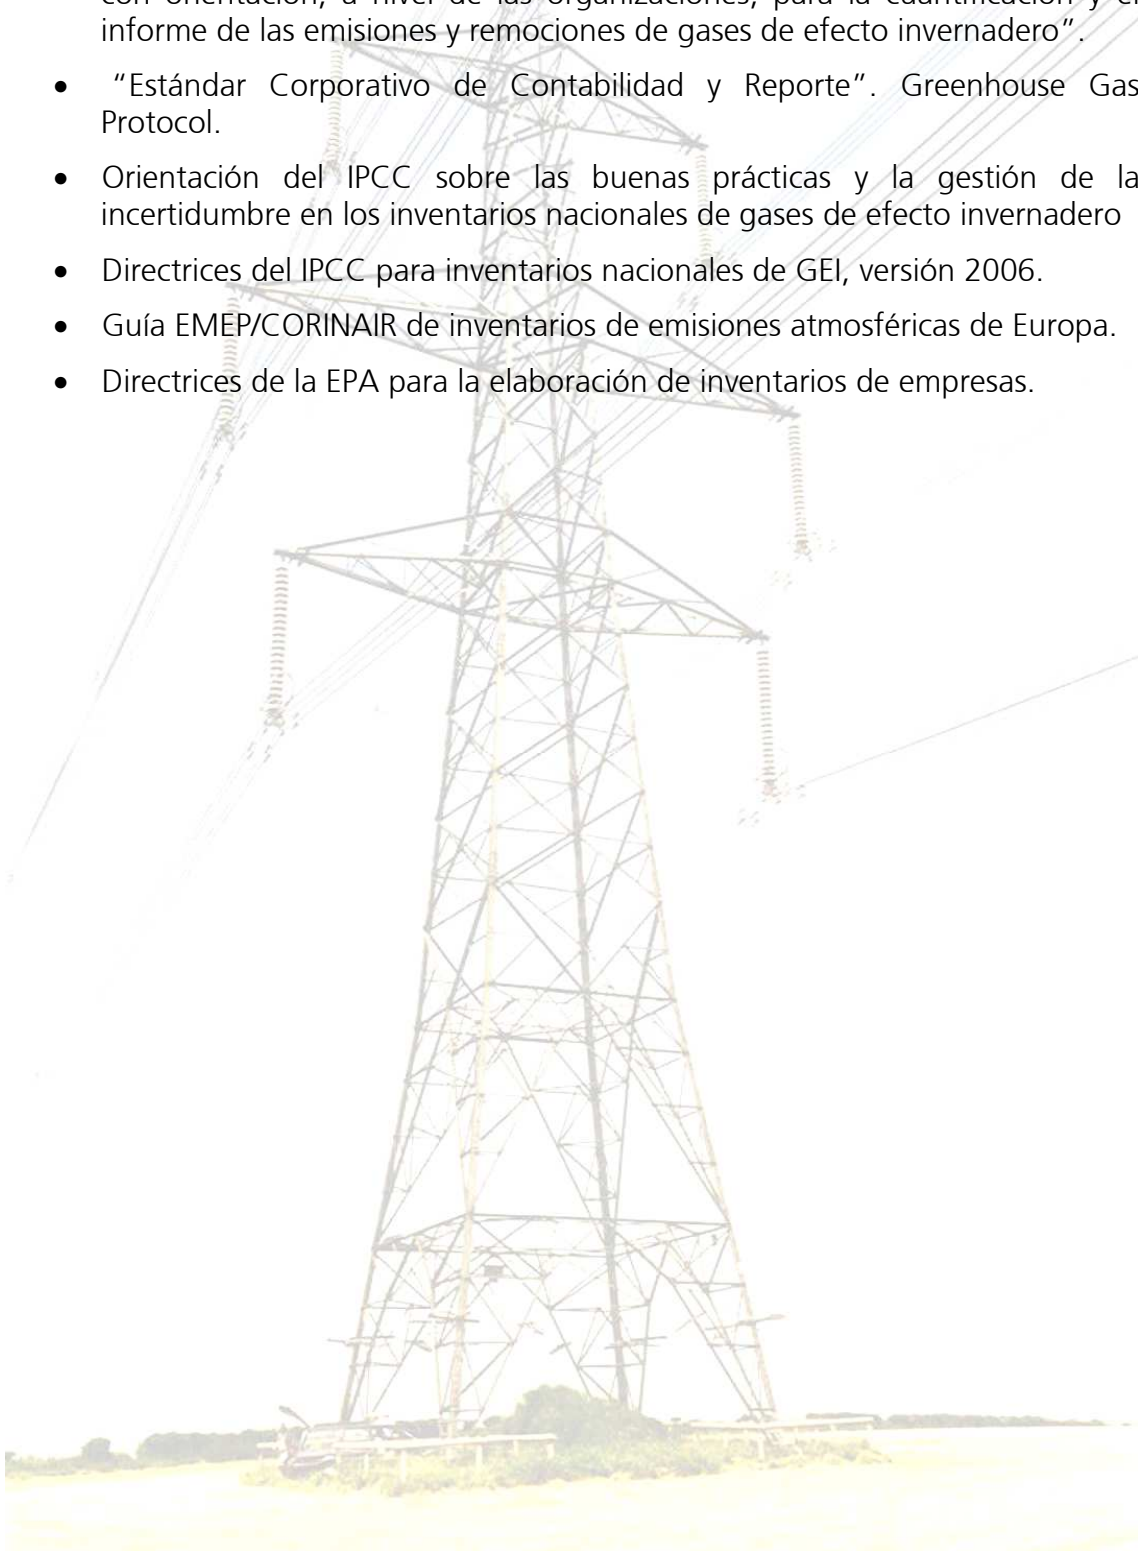 con orientación, a nivel de las organizaciones, para la cuantificación y el
informe de las emisiones y remociones de gases de efecto invernadero”.
• “Estándar Corporativo de Contabilidad y Reporte”. Greenhouse Gas
Protocol.
• Orientación del IPCC sobre las buenas prácticas y la gestión de la
incertidumbre en los inventarios nacionales de gases de efecto invernadero
• Directrices del IPCC para inventarios nacionales de GEI, versión 2006.
• Guía EMEP/CORINAIR de inventarios de emisiones atmosféricas de Europa.
• Directrices de la EPA para la elaboración de inventarios de empresas.